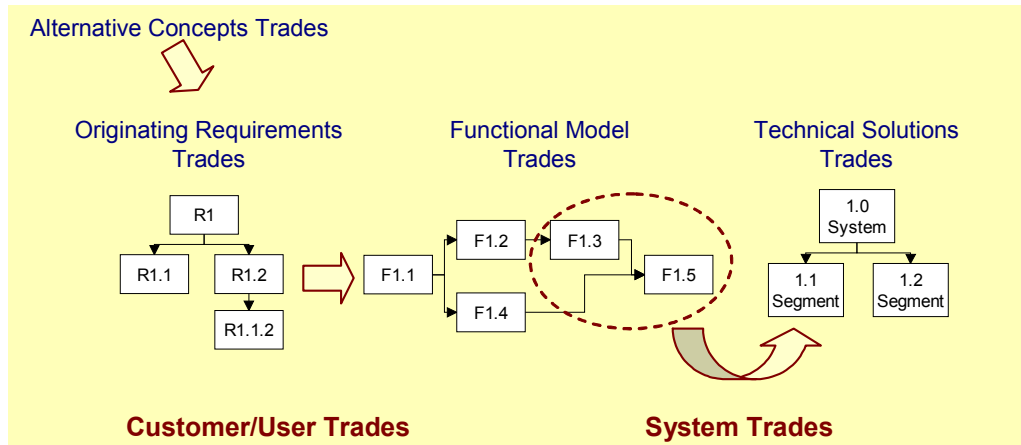 Alternative Concepts Trades
Originating Requirements
Trades
Functional Model
Trades
Technical Solutions
Trades
R1
R1.1
R1.2
R1.1.2
F1.1
F1.2
F1.3
F1.4
F1.5
1.0
System
1.1
Segment
1.2
Segment
Customer/User Trades
System Trades